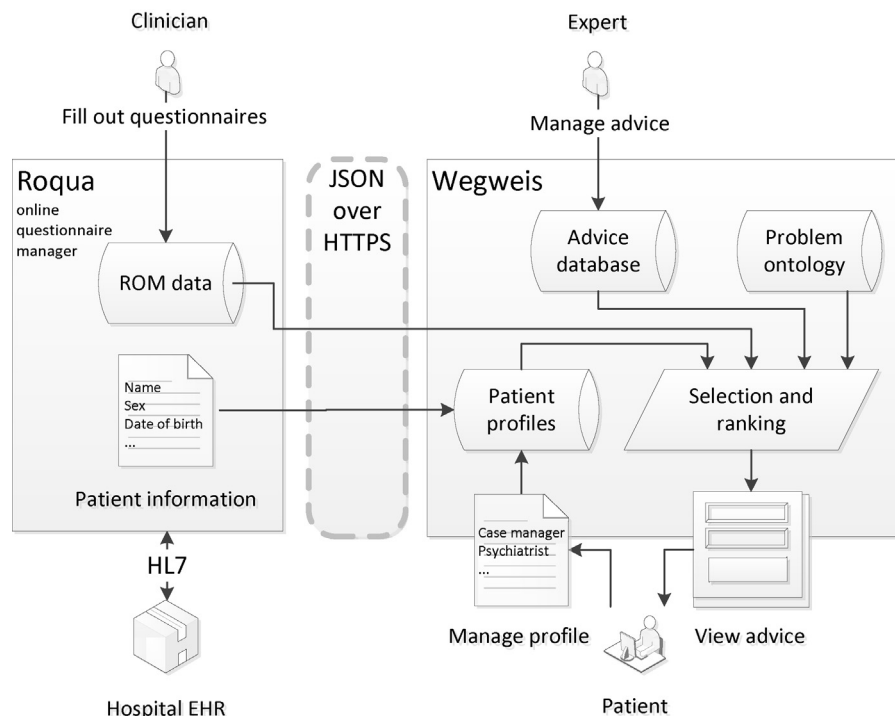 Clinician
Expert
Fill out questionnaires
Manage advice
Roqua
online
questionnaire
manager
ROM data
Name
Sex
Date of birth
...
Patient information
HL7
Hospital EHR
JSON
over
HTTPS
Wegweis
Advice
database
Problem
ontology
Patient
profiles
Selection and
ranking
Case manager
Psychiatrist
...
Manage profile
View advice
Patient